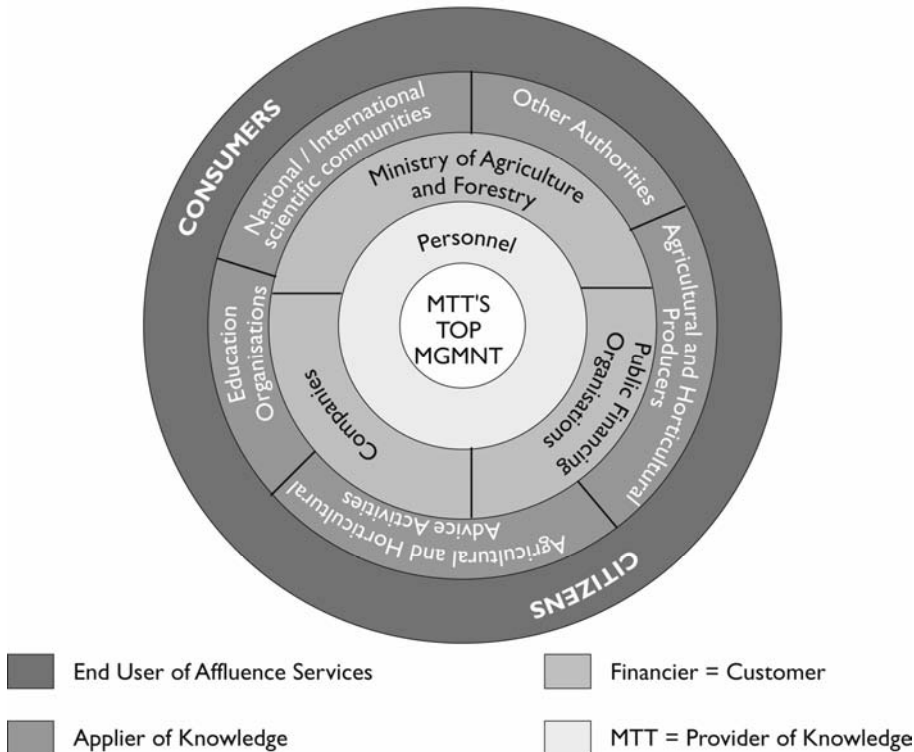 CONSUMERS
National / International
scientific communities
Other Authorities
Ministry of Agriculture
and Forestry
Personnel
MTT'S
TOP
MGMNT
Education
Organisations
Companies
Public Financing
Organisations
Agricultural and Horticultural
Producers
Agricultural and Horticultural
Advice Activities
CITIZENS
End User of Affluence Services
Financier = Customer
Applier of Knowledge
MTT = Provider of Knowledge